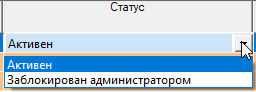 Статус
Активен
Активен
Заблокирован администратором